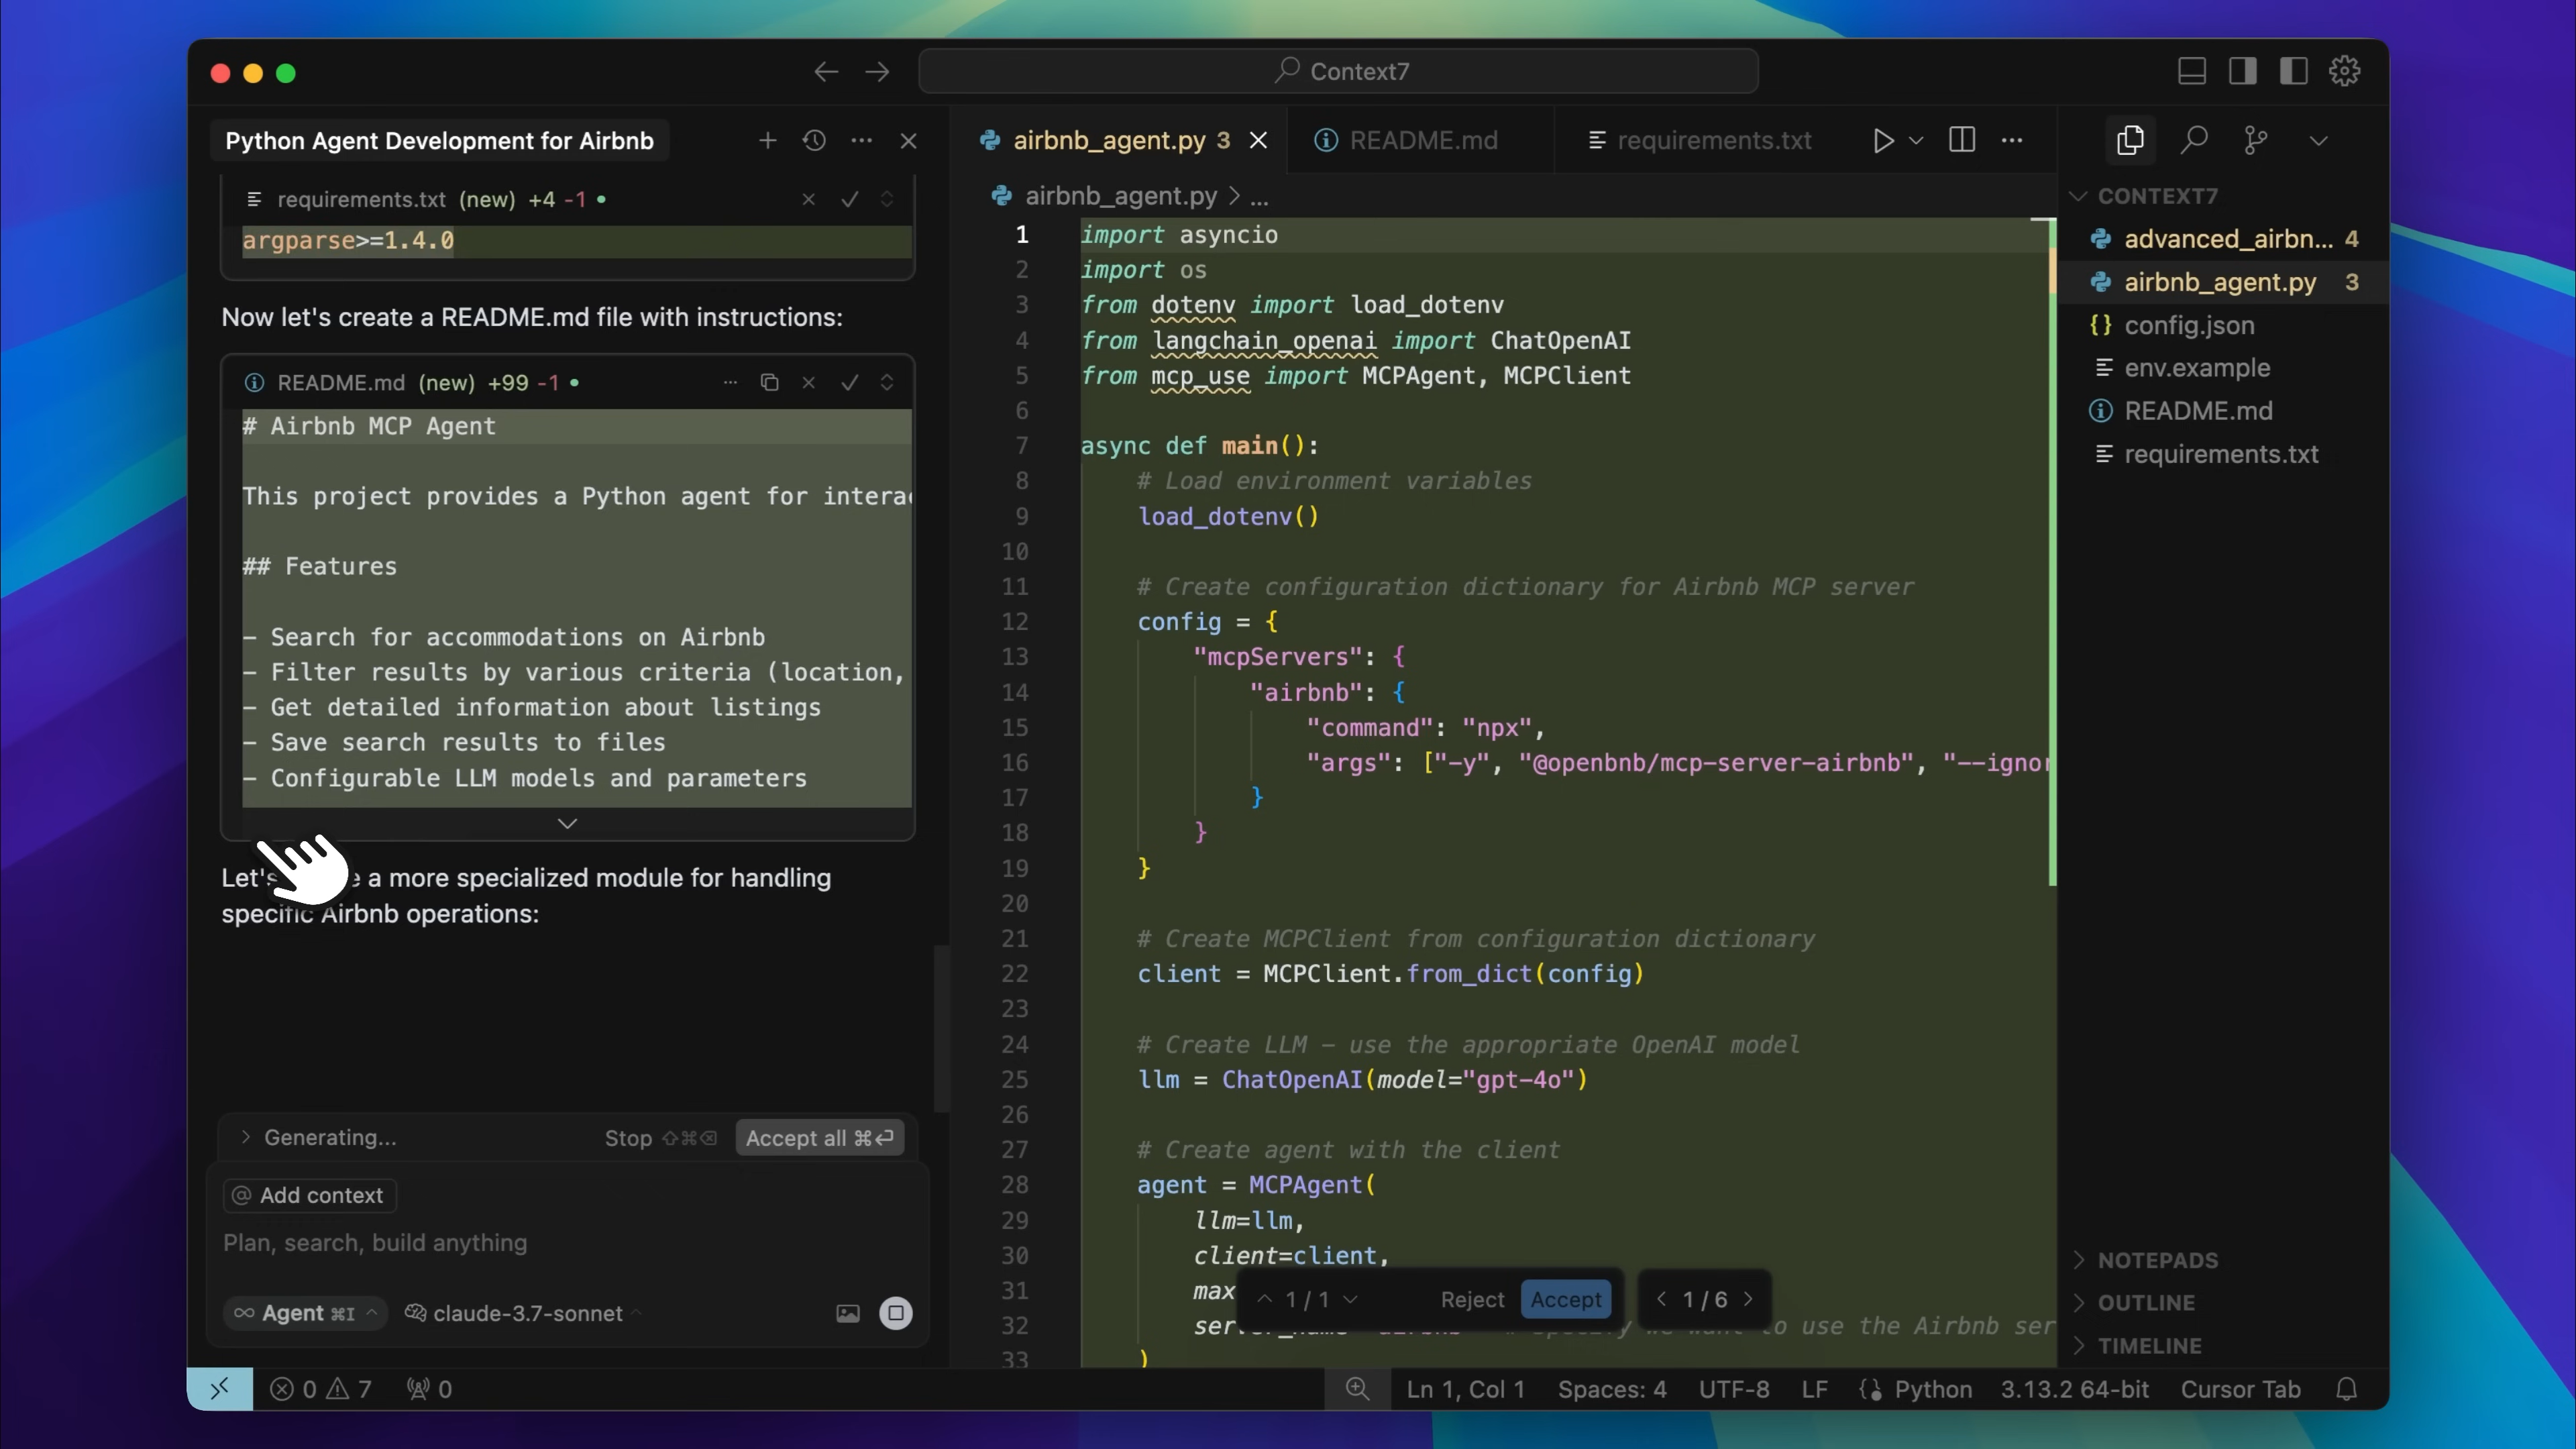 Context7
Python Agent Development for Airbnb
requirements.txt (new) +4 -1
argparse>=1.4.0
Now let's create a README.md file with instructions:
README.md (new) +99 -1
# Airbnb MCP Agent
This project provides a Python agent for
## Features
- Search for accommodations on Airbnb
- Filter results by various criteria (location,
- Get detailed information about listings
- Save search results to files
- Configurable LLM models and parameters
Let's a more specialized module for handling
specific Airbnb operations:
Generating...
Stop ⇧⌘⌫
Accept all ⌘⏎
@ Add context
Plan, search, build anything
∞ Agent ⌘I
claude-3.7-sonnet
airbnb_agent.py 3
README.md
requirements.txt
airbnb_agent.py > ...
1 import asyncio
2 import os
3 from dotenv import load_dotenv
4 from langchain_openai import ChatOpenAI
5 from mcp_use import MCPAgent, MCPClient
6
7 async def main():
8 # Load environment variables
9 load_dotenv()
10
11 # Create configuration dictionary for Airbnb MCP server
12 config = {
13 "mcpServers": {
14 "airbnb": {
15 "command": "npx",
16 "args": ["-y", "@openbnb/mcp-server-airbnb", "--ignor
17 }
18 }
19 }
20
21 # Create MCPClient from configuration dictionary
22 client = MCPClient.from_dict(config)
23
24 # Create LLM - use the appropriate OpenAI model
25 llm = ChatOpenAI(model="gpt-4o")
26
27 # Create agent with the client
28 agent = MCPAgent(
29 llm=llm,
30 client=client,
31 max
32 to use the Airbnb ser
33 )
1 / 1
Reject
Accept
1 / 6
CONTEXT7
advanced_airbn... 4
airbnb_agent.py 3
{} config.json
env.example
README.md
requirements.txt
NOTEPADS
OUTLINE
TIMELINE
0
7
0
Ln 1, Col 1
Spaces: 4
UTF-8
LF
Python
3.13.2 64-bit
Cursor Tab